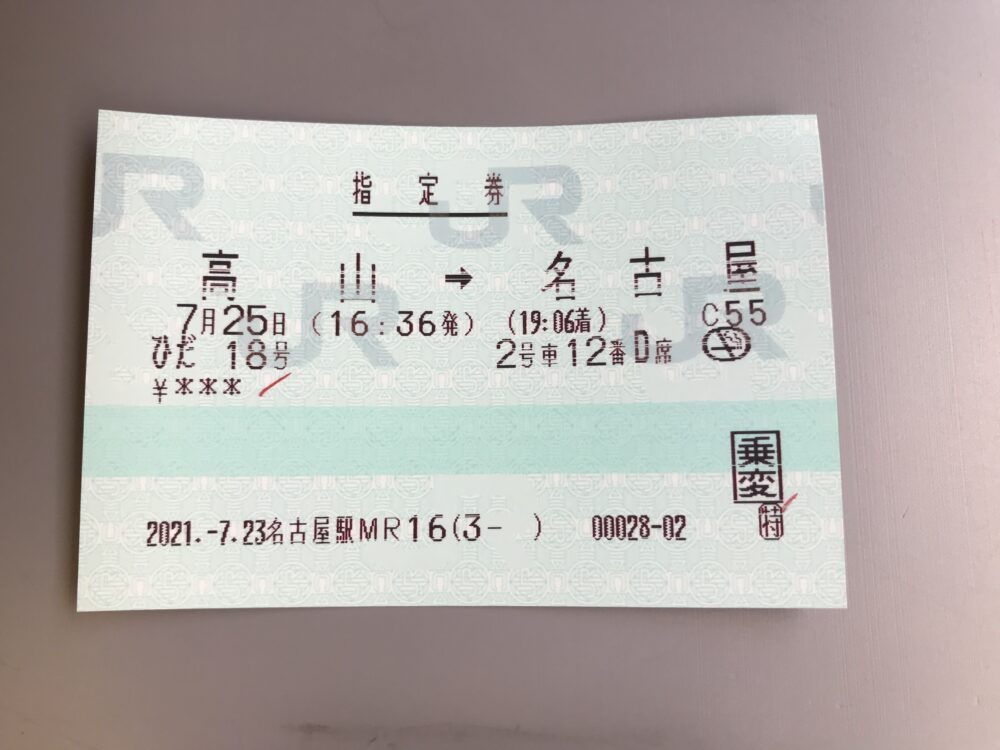 指定券
高山 ➡ 名古屋
7月25日 (16:36発) (19:06着) C55
ひだ 18号 2号車12番D席
¥***
乗変
特
2021.-7.23名古屋駅MR16(3- ) 00028-02